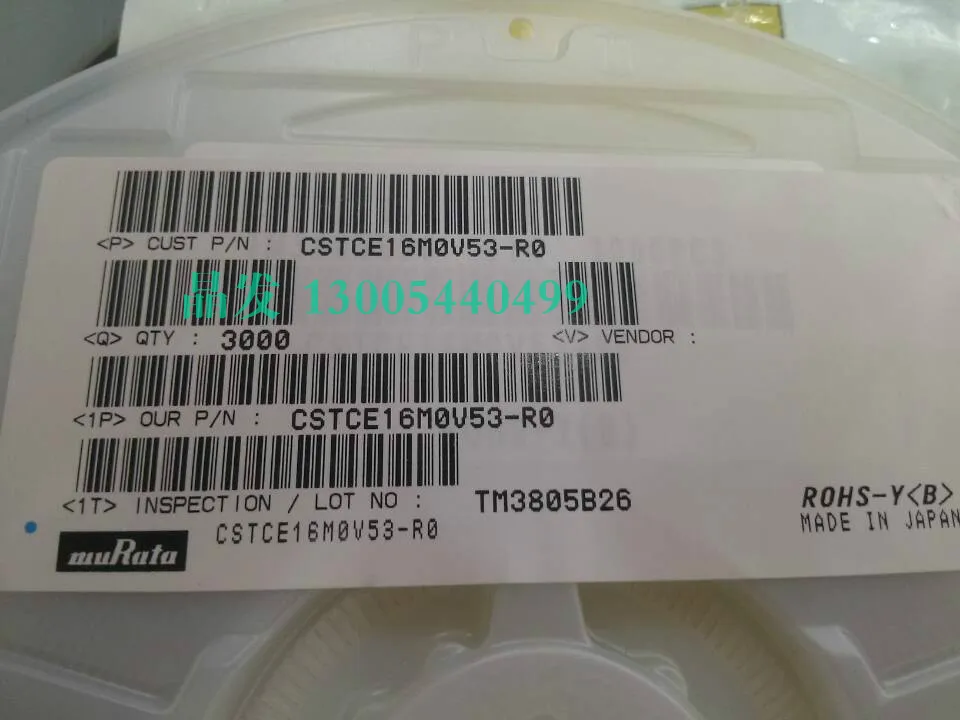 <P> CUST P/N : CSTCE16M0V53-R0
晶发 13005440499
<Q> QTY : 3000 <V> VENDOR :
<1P> OUR P/N : CSTCE16M0V53-R0
<1T> INSPECTION / LOT NO : TM3805B26
ROHS-Y<B>
CSTCE16M0V53-R0
MADE IN JAPAN
muRata